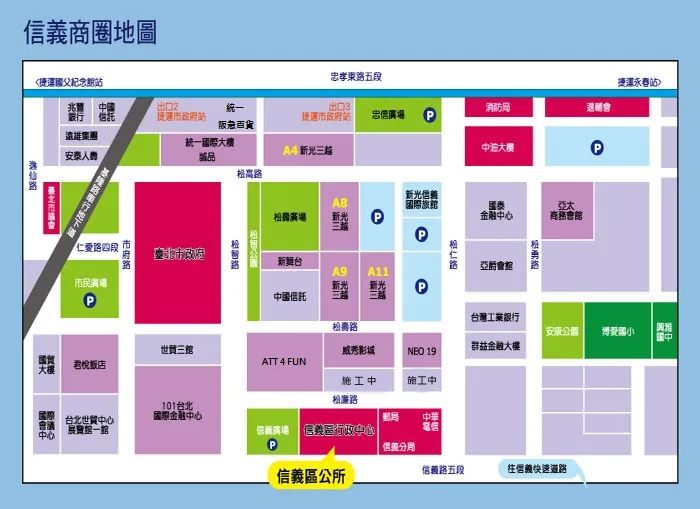 信義商圈地圖
忠孝東路五段
<捷運國父紀念館站
捷運永春站>
兆豐
銀行
中國
信託
出口2
捷運市政府站
統一
阪急百貨
出口3
捷運市政府站
忠信廣場
P
消防局
退輔會
遠雄集團
安泰人壽
統一國際大樓
誠品
A4 新光三越
中油大樓
P
逸仙路
松高路
基隆路車行地下道
臺北市議會
仁愛路四段
市府路
臺北市政府
松智路
松智公園
松壽廣場
A8
新光
三越
P
新光信義
國際旅館
P
松仁路
國泰
金融中心
松勇路
亞太
商務會館
新舞台
中國信託
A9
新光
三越
A11
新光
三越
P
亞爵會館
市民廣場
P
松壽路
台灣工業銀行
群益金融大樓
安康公園
博愛國小
興雅
國中
國貿
大樓
君悅飯店
世貿三館
ATT 4 FUN
威秀影城
NEO 19
施工中
施工中
松廉路
國際
會議
中心
台北世貿中心
展覽館一館
101台北
國際金融中心
信義廣場
P
信義區行政中心
郵局
中華
電信
信義分局
信義區公所
信義路五段
往信義快速道路